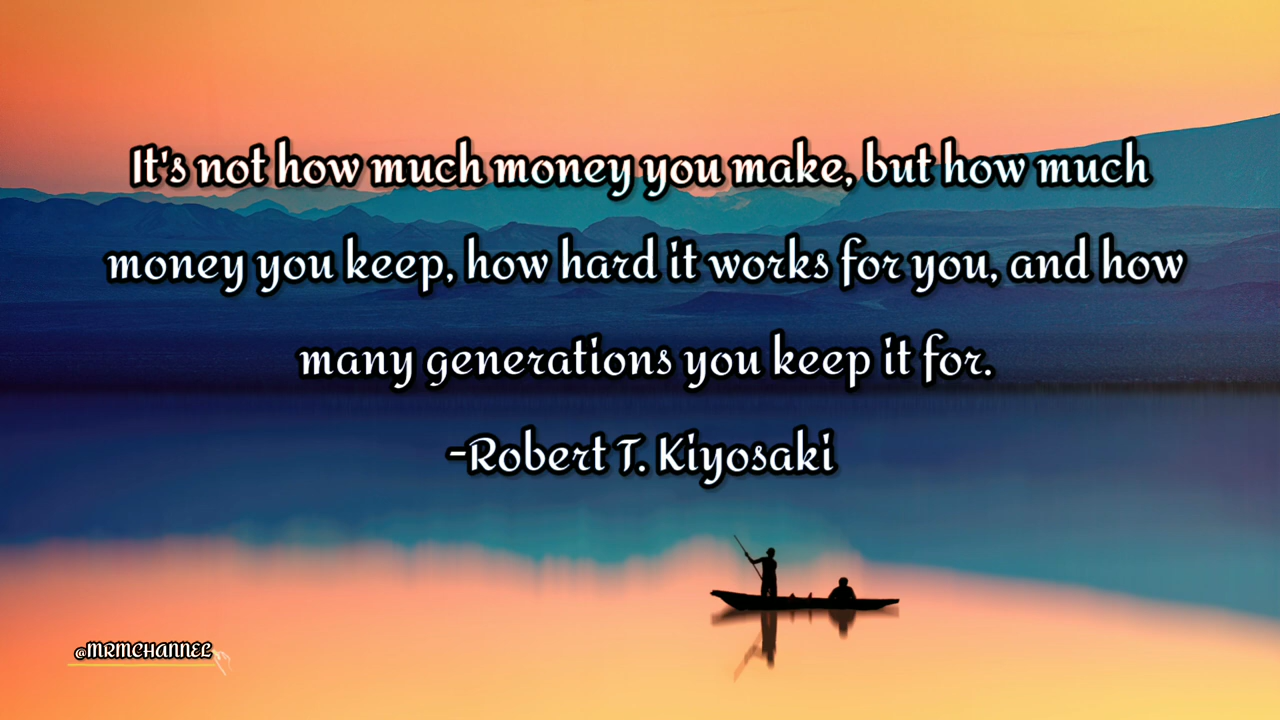 It's not how much money you make, but how much
money you keep, how hard it works for you, and how
many generations you keep it for.
-Robert T. Kiyosaki
@MRMCHANNEL